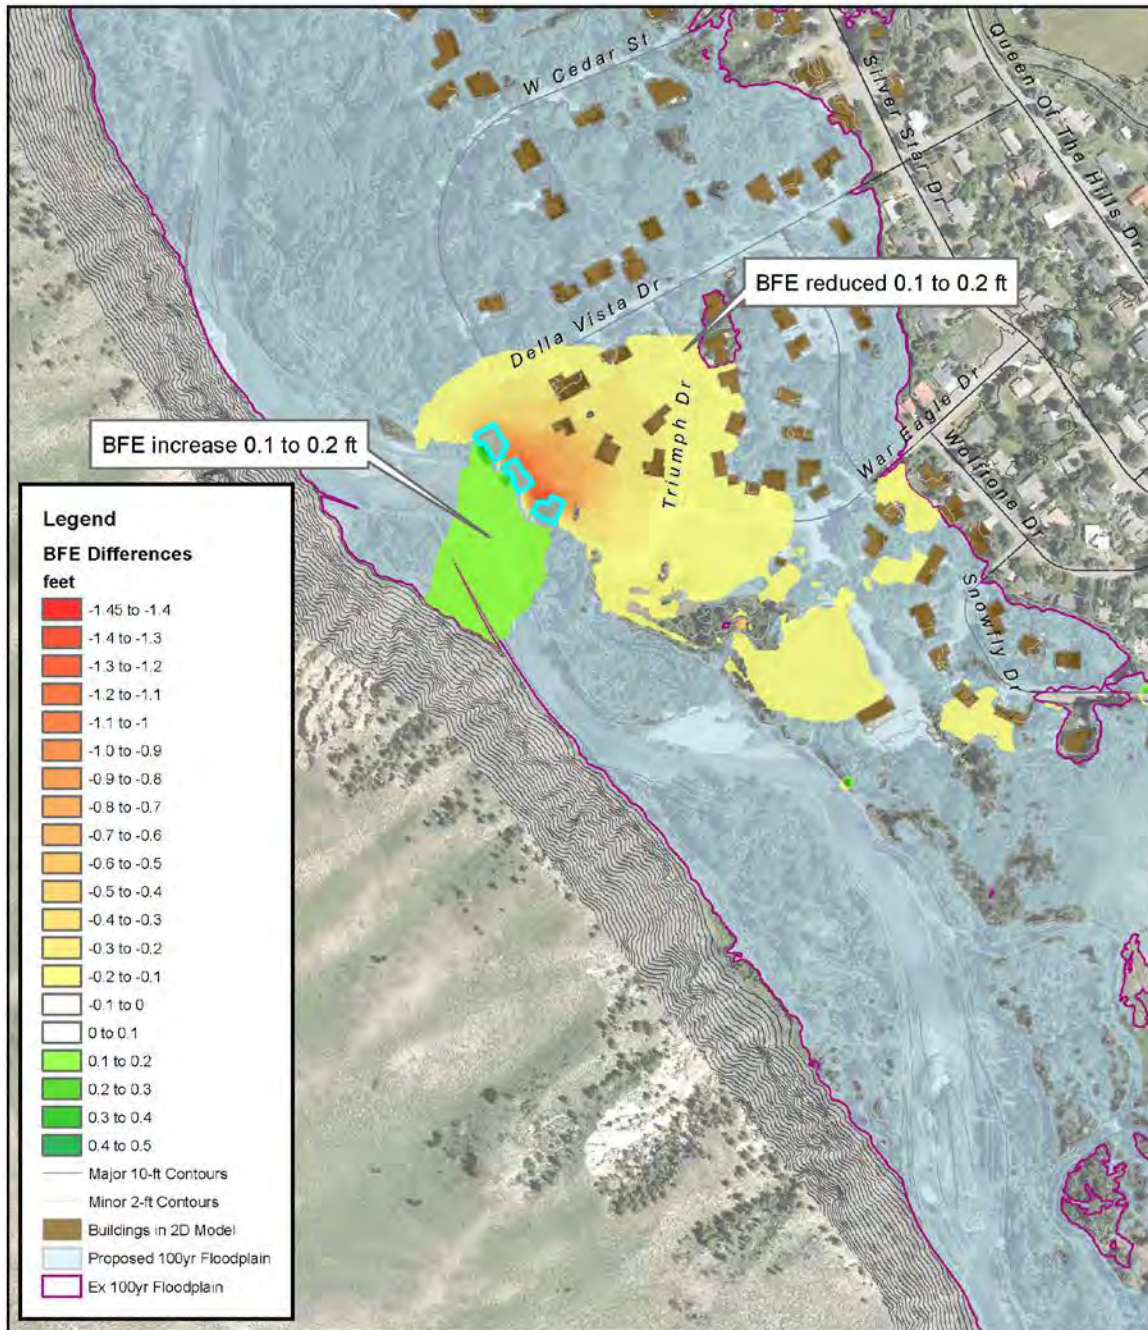 W Cedar St
Silver Star Dr
Queen Of The Hills Dr
BFE reduced 0.1 to 0.2 ft
Della Vista Dr
Triumph Dr
War Eagle Dr
Wolftone Dr
BFE increase 0.1 to 0.2 ft
Snowfly Dr
Legend
BFE Differences
feet
-1.45 to -1.4
-1.4 to -1.3
-1.3 to -1.2
-1.2 to -1.1
-1.1 to -1
-1.0 to -0.9
-0.9 to -0.8
-0.8 to -0.7
-0.7 to -0.6
-0.6 to -0.5
-0.5 to -0.4
-0.4 to -0.3
-0.3 to -0.2
-0.2 to -0.1
-0.1 to 0
0 to 0.1
0.1 to 0.2
0.2 to 0.3
0.3 to 0.4
0.4 to 0.5
Major 10-ft Contours
Minor 2-ft Contours
Buildings in 2D Model
Proposed 100yr Floodplain
Ex 100yr Floodplain